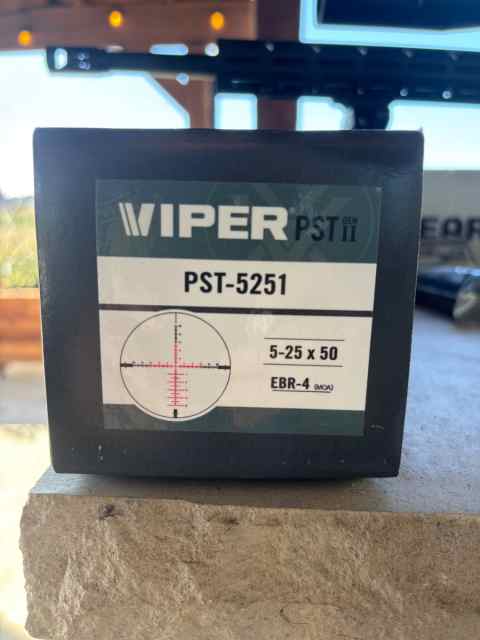 VIPER® PST GEN II
PST-5251
5-25 x 50
EBR-4 (MOA)